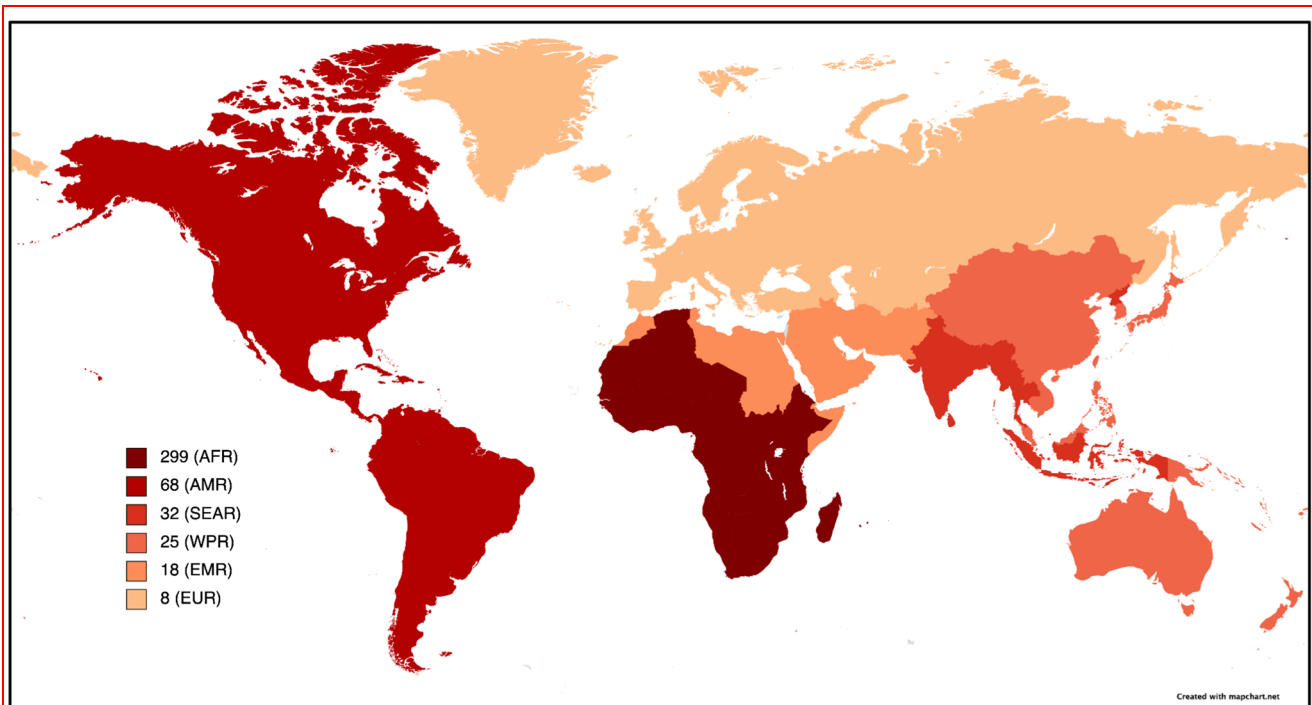 299 (AFR)
68 (AMR)
32 (SEAR)
25 (WPR)
18 (EMR)
8 (EUR)
Created with mapchart.net